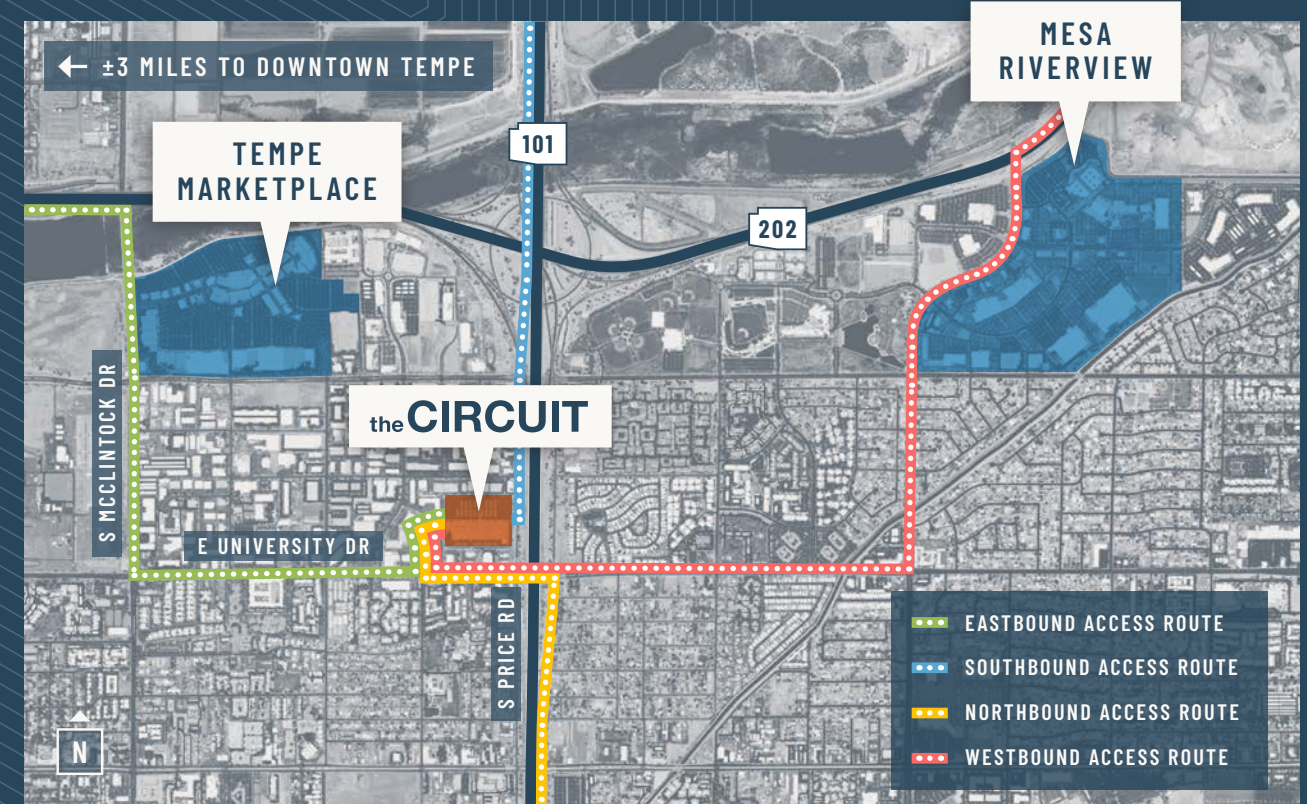 ← ±3 MILES TO DOWNTOWN TEMPE
MESA
RIVERVIEW
TEMPE
MARKETPLACE
101
202
the CIRCUIT
S MCCLINTOCK DR
E UNIVERSITY DR
S PRICE RD
EASTBOUND ACCESS ROUTE
SOUTHBOUND ACCESS ROUTE
NORTHBOUND ACCESS ROUTE
WESTBOUND ACCESS ROUTE
N